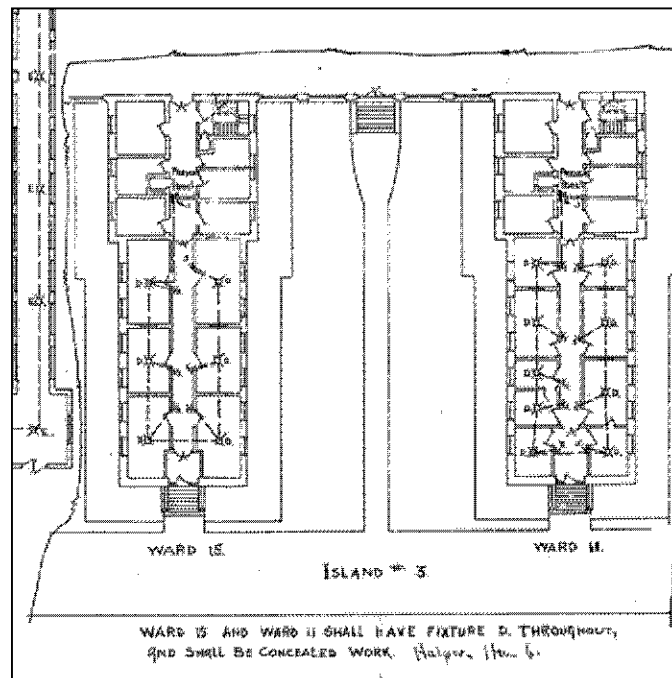 WARD 15.
WARD 11.
ISLAND # 3.
WARD 15 AND WARD 11 SHALL HAVE FIXTURE D. THROUGHOUT,
AND SHALL BE CONCEALED WORK.